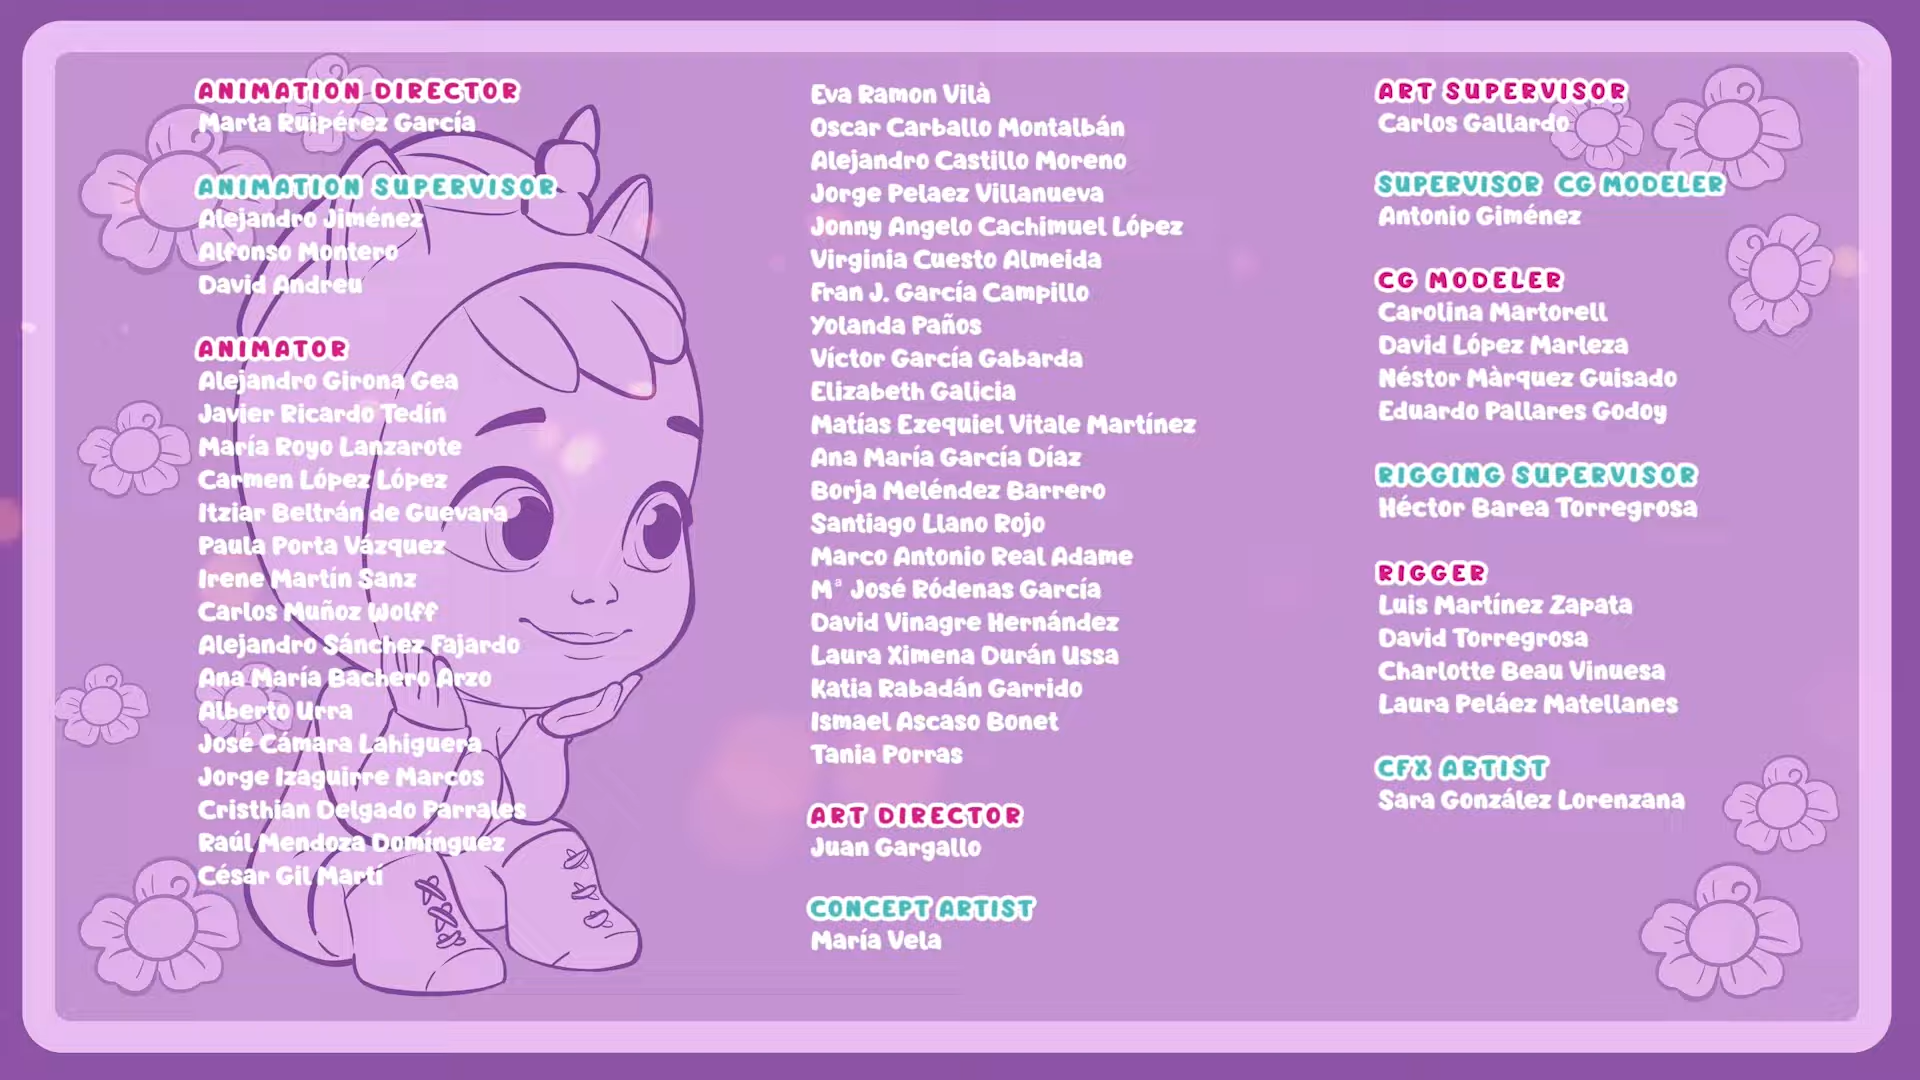 ANIMATION DIRECTOR
Marta Ruipérez García
ANIMATION SUPERVISOR
Alejandro Jiménez
Alfonso Montero
David Andreu
ANIMATOR
Alejandro Girona Gea
Javier Ricardo Tedín
María Royo Lanzarote
Carmen López López
Itziar Beltrán de Guevara
Paula Porta Vázquez
Irene Martín Sanz
Carlos Muñoz Wolff
Alejandro Sánchez Fajardo
Ana María Bachero Arzo
Alberto Urra
José Cámara Lahiguera
Jorge Izaguirre Marcos
Cristhian Delgado Parrales
Raúl Mendoza Domínguez
César Gil Martí
Eva Ramon Vilà
Oscar Carballo Montalbán
Alejandro Castillo Moreno
Jorge Pelaez Villanueva
Jonny Angelo Cachimuel López
Virginia Cuesto Almeida
Fran J. García Campillo
Yolanda Paños
Víctor García Gabarda
Elizabeth Galicia
Matías Ezequiel Vitale Martínez
Ana María García Díaz
Borja Meléndez Barrero
Santiago Llano Rojo
Marco Antonio Real Adame
Mª José Ródenas García
David Vinagre Hernández
Laura Ximena Durán Ussa
Katia Rabadán Garrido
Ismael Ascaso Bonet
Tania Porras
ART DIRECTOR
Juan Gargallo
CONCEPT ARTIST
María Vela
ART SUPERVISOR
Carlos Gallardo
SUPERVISOR CG MODELER
Antonio Giménez
CG MODELER
Carolina Martorell
David López Marleza
Néstor Màrquez Guisado
Eduardo Pallares Godoy
RIGGING SUPERVISOR
Héctor Barea Torregrosa
RIGGER
Luis Martínez Zapata
David Torregrosa
Charlotte Beau Vinuesa
Laura Peláez Matellanes
CFX ARTIST
Sara González Lorenzana